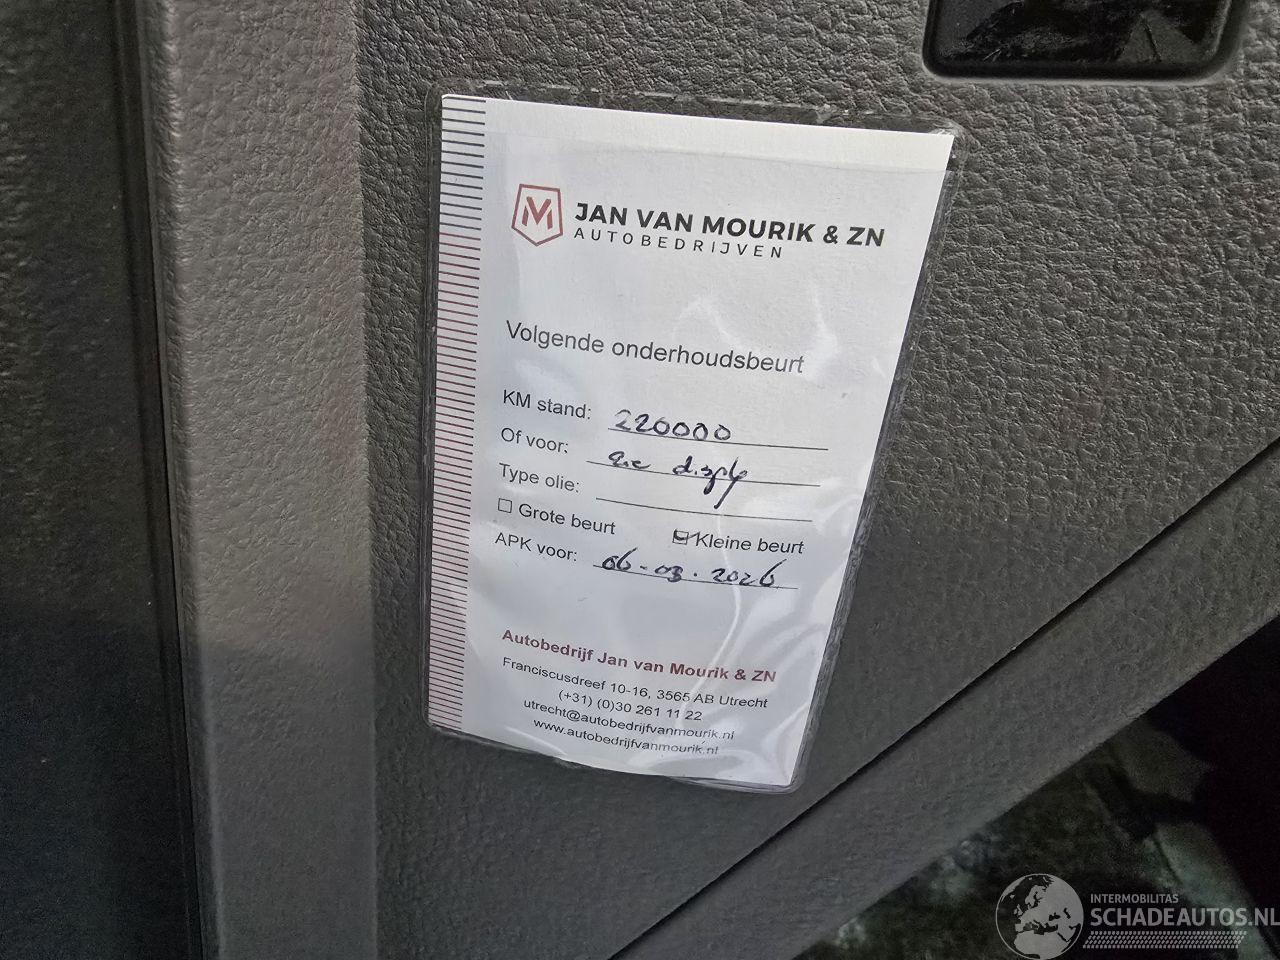 JAN VAN MOURIK & ZN
AUTOBEDRIJVEN
Volgende onderhoudsbeurt
KM stand: 220000
Of voor: zie disply
Type olie:
Grote beurt Kleine beurt
APK voor: 06-03-2026
Autobedrijf Jan van Mourik & ZN
Franciscusdreef 10-16, 3565 AB Utrecht
(+31) (0)30 261 11 22
utrecht@autobedrijfvanmourik.nl
www.autobedrijfvanmourik.nl
INTERMOBILITAS
SCHADEAUTOS.NL